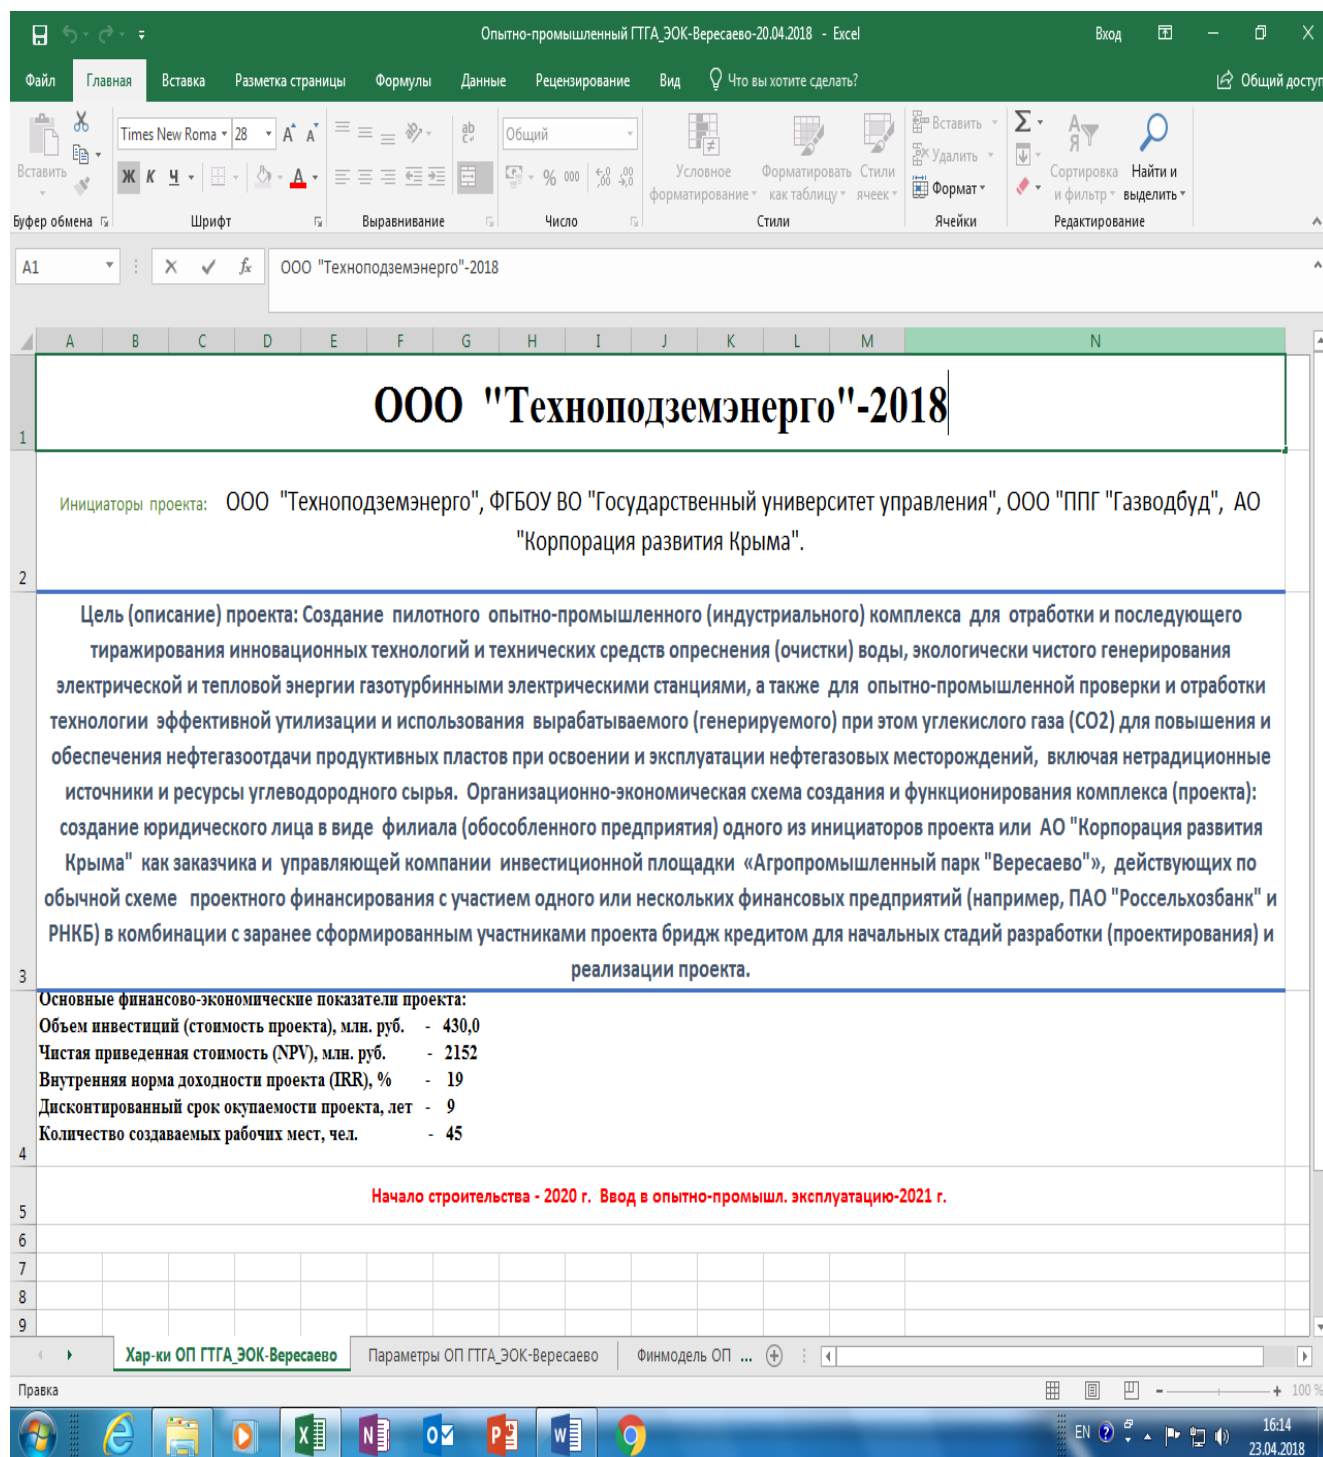 Опытно-промышленный ГТГА_ЭОК-Вересаево-20.04.2018 - Excel
Вход
Файл Главная Вставка Разметка страницы Формулы Данные Рецензирование Вид Что вы хотите сделать? Общий доступ
Вставить
Times New Roma 28
Ж К Ч
Общий
% 000
Условное форматирование
Форматировать как таблицу
Стили ячеек
Вставить
Удалить
Формат
Сортировка и фильтр
Найти и выделить
Буфер обмена Шрифт Выравнивание Число Стили Ячейки Редактирование
A1 fx ООО "Техноподземэнерго"-2018
A B C D E F G H I J K L M N
1 ООО "Техноподземэнерго"-2018
Инициаторы проекта: ООО "Техноподземэнерго", ФГБОУ ВО "Государственный университет управления", ООО "ППГ "Газводбуд", АО
"Корпорация развития Крыма".
2
Цель (описание) проекта: Создание пилотного опытно-промышленного (индустриального) комплекса для отработки и последующего
тиражирования инновационных технологий и технических средств опреснения (очистки) воды, экологически чистого генерирования
электрической и тепловой энергии газотурбинными электрическими станциями, а также для опытно-промышленной проверки и отработки
технологии эффективной утилизации и использования вырабатываемого (генерируемого) при этом углекислого газа (СО2) для повышения и
обеспечения нефтегазоотдачи продуктивных пластов при освоении и эксплуатации нефтегазовых месторождений, включая нетрадиционные
источники и ресурсы углеводородного сырья. Организационно-экономическая схема создания и функционирования комплекса (проекта):
создание юридического лица в виде филиала (обособленного предприятия) одного из инициаторов проекта или АО "Корпорация развития
Крыма" как заказчика и управляющей компании инвестиционной площадки «Агропромышленный парк "Вересаево"», действующих по
обычной схеме проектного финансирования с участием одного или нескольких финансовых предприятий (например, ПАО "Россельхозбанк" и
РНКБ) в комбинации с заранее сформированным участниками проекта бридж кредитом для начальных стадий разработки (проектирования) и
реализации проекта.
3
Основные финансово-экономические показатели проекта:
Объем инвестиций (стоимость проекта), млн. руб. - 430,0
Чистая приведенная стоимость (NPV), млн. руб. - 2152
Внутренняя норма доходности проекта (IRR), % - 19
Дисконтированный срок окупаемости проекта, лет - 9
Количество создаваемых рабочих мест, чел. - 45
4
Начало строительства - 2020 г. Ввод в опытно-промышл. эксплуатацию-2021 г.
5
6
7
8
9
Хар-ки ОП ГТГА_ЭОК-Вересаево Параметры ОП ГТГА_ЭОК-Вересаево Финмодель ОП ...
Правка 100 %
EN 16:14
23.04.2018